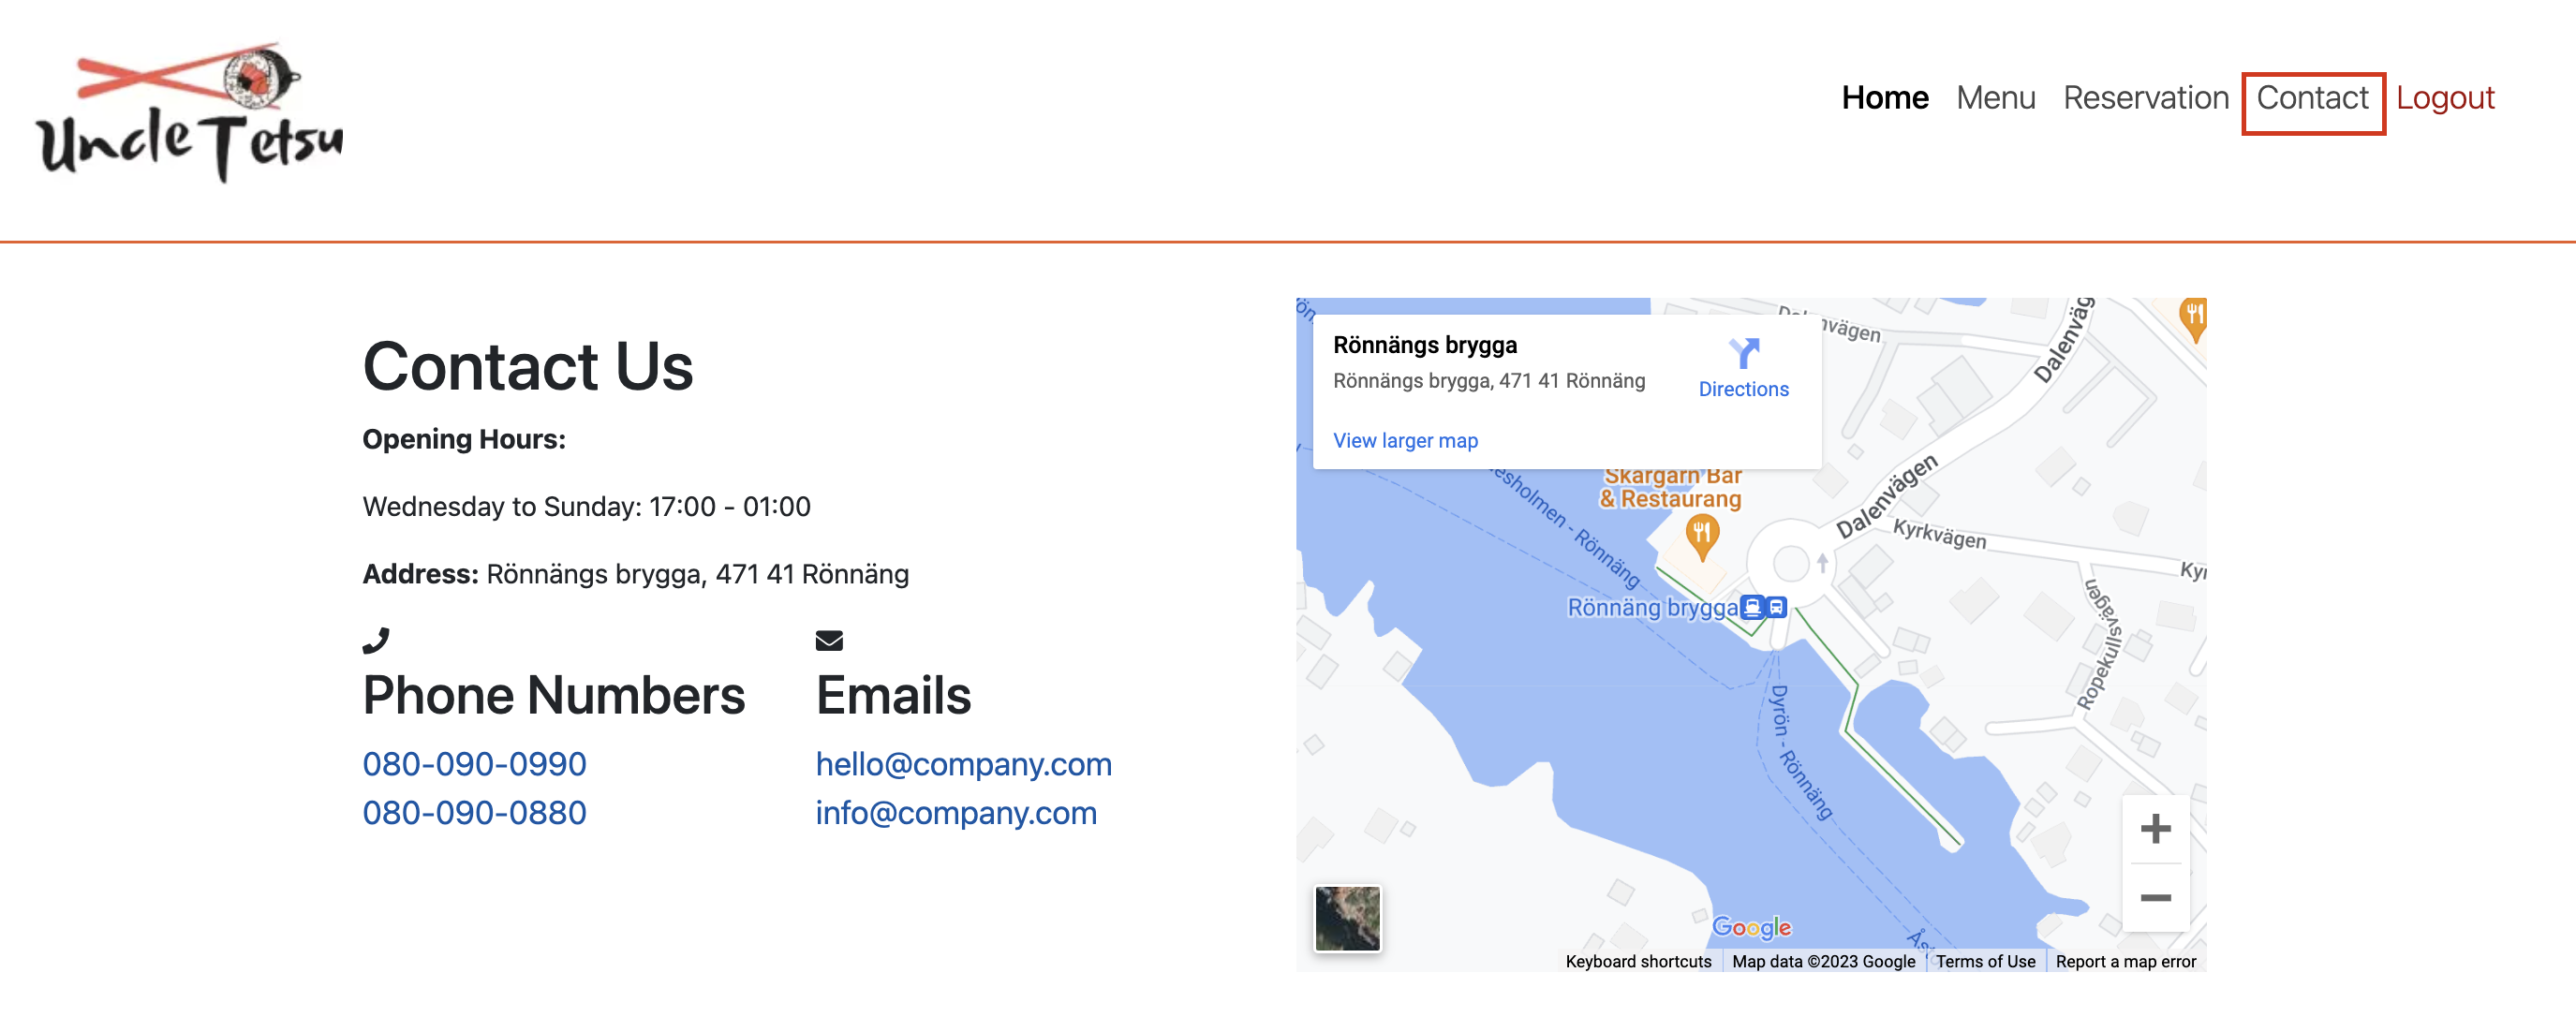 Uncle Tetsu
Home Menu Reservation Contact Logout
Contact Us
Opening Hours:
Wednesday to Sunday: 17:00 - 01:00
Address: Rönnängs brygga, 471 41 Rönnäng
Phone Numbers
080-090-0990
080-090-0880
Emails
hello@company.com
info@company.com
Rönnängs brygga
Rönnängs brygga, 471 41 Rönnäng
Directions
View larger map
Dalenväg
Skärgårn Bar
& Restaurang
Dalenvägen
Kyrkvägen
Rönnäng brygga
Ropekullsvägen
Dyrön - Rönnäng
Google
Keyboard shortcuts
Map data ©2023 Google
Terms of Use
Report a map error